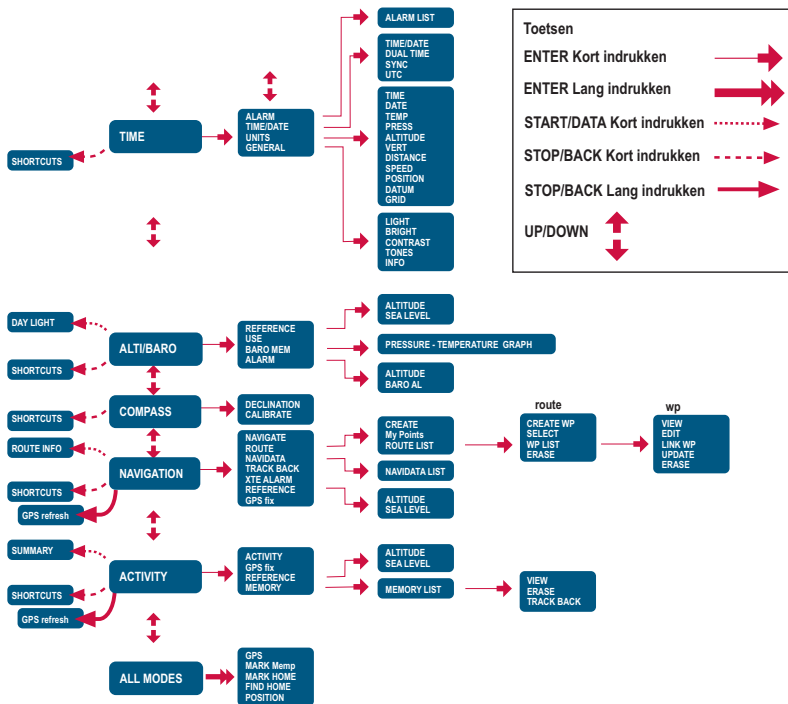 Toetsen
ENTER Kort indrukken
ENTER Lang indrukken
START/DATA Kort indrukken
STOP/BACK Kort indrukken
STOP/BACK Lang indrukken
UP/DOWN
TIME
SHORTCUTS
ALARM
TIME/DATE
UNITS
GENERAL
ALARM LIST
TIME/DATE
DUAL TIME
SYNC
UTC
TIME
DATE
TEMP
PRESS
ALTITUDE
VERT
DISTANCE
SPEED
POSITION
DATUM
GRID
LIGHT
BRIGHT
CONTRAST
TONES
INFO
DAY LIGHT
ALTI/BARO
SHORTCUTS
REFERENCE
USE
BARO MEM
ALARM
ALTITUDE
SEA LEVEL
PRESSURE - TEMPERATURE GRAPH
ALTITUDE
BARO AL
COMPASS
SHORTCUTS
DECLINATION
CALIBRATE
ROUTE INFO
NAVIGATION
SHORTCUTS
GPS refresh
NAVIGATE
ROUTE
NAVIDATA
TRACK BACK
XTE ALARM
REFERENCE
GPS fix
CREATE
My Points
ROUTE LIST
NAVIDATA LIST
ALTITUDE
SEA LEVEL
route
CREATE WP
SELECT
WP LIST
ERASE
wp
VIEW
EDIT
LINK WP
UPDATE
ERASE
SUMMARY
ACTIVITY
SHORTCUTS
GPS refresh
ACTIVITY
GPS fix
REFERENCE
MEMORY
ALTITUDE
SEA LEVEL
MEMORY LIST
VIEW
ERASE
TRACK BACK
ALL MODES
GPS
MARK Memp
MARK HOME
FIND HOME
POSITION